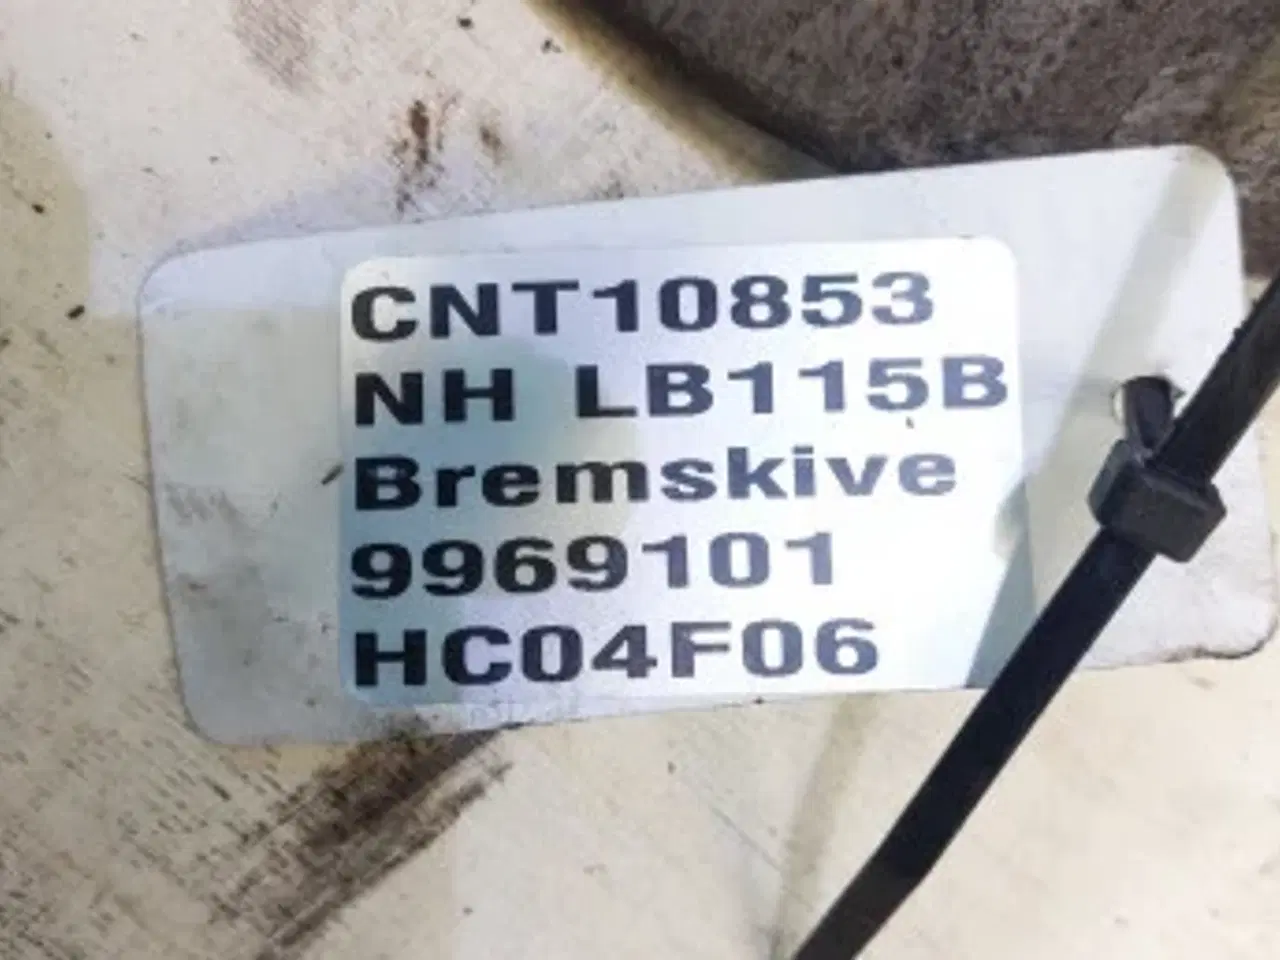 CNT10853
NH LB115B
Bremskive
9969101
HC04F06